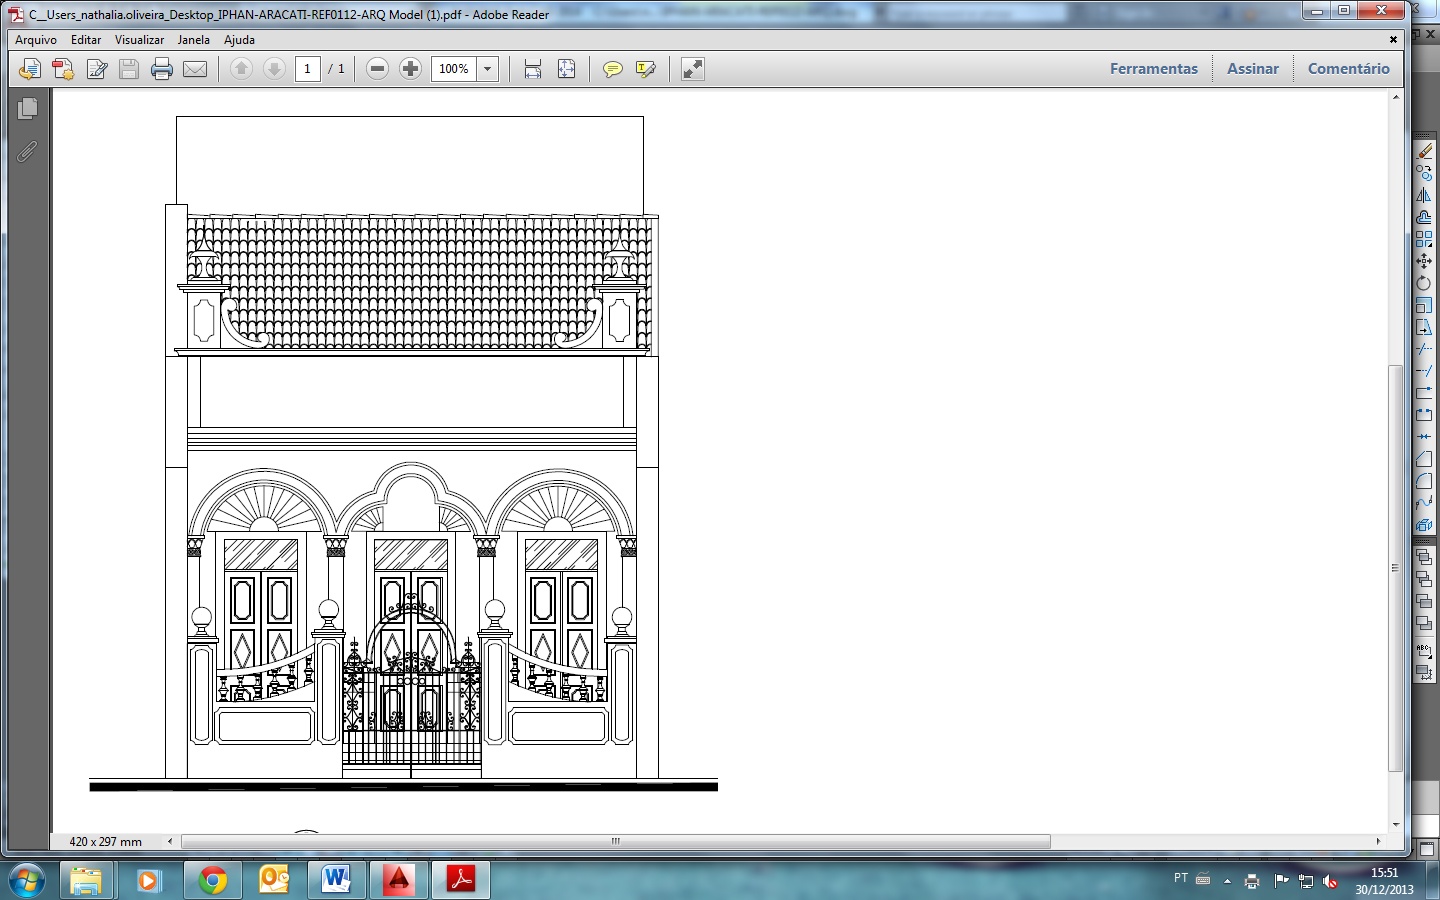 C__Users_nathalia.oliveira_Desktop_IPHAN-ARACATI-REF0112-ARQ Model (1).pdf - Adobe Reader
Arquivo Editar Visualizar Janela Ajuda
1 / 1 100% Ferramentas Assinar Comentário
ABC
420 x 297 mm
PT 15:51
30/12/2013